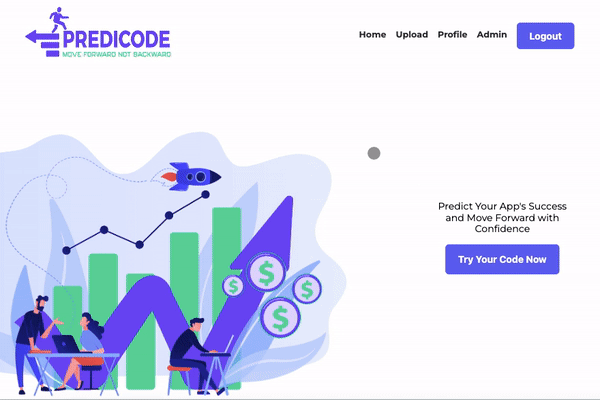 PREDICODE
MOVE FORWARD NOT BACKWARD
Home Upload Profile Admin Logout
Predict Your App's Success
and Move Forward with
Confidence
Try Your Code Now
$
$
$
$